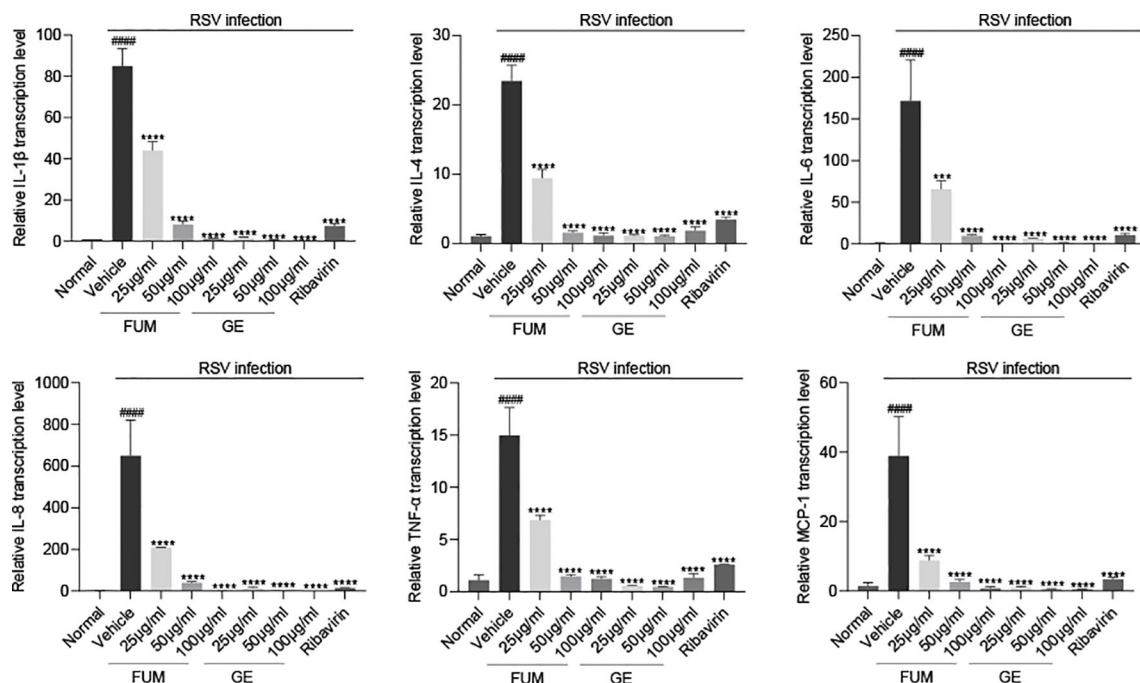 RSV infection
Relative IL-1β transcription level
100
80
60
40
20
0
####
****
****
****
****
****
****
****
Normal
Vehicle
25μg/ml
50μg/ml
100μg/ml
25μg/ml
50μg/ml
100μg/ml
Ribavirin
FUM
GE
RSV infection
Relative IL-4 transcription level
40
30
20
10
0
####
****
****
****
****
****
****
****
Normal
Vehicle
25μg/ml
50μg/ml
100μg/ml
25μg/ml
50μg/ml
100μg/ml
Ribavirin
FUM
GE
RSV infection
Relative IL-6 transcription level
250
200
150
100
50
0
####
***
****
****
****
****
****
****
Normal
Vehicle
25μg/ml
50μg/ml
100μg/ml
25μg/ml
50μg/ml
100μg/ml
Ribavirin
FUM
GE
RSV infection
Relative IL-8 transcription level
1000
800
600
400
200
0
####
****
****
****
****
****
****
****
Normal
Vehicle
25μg/ml
50μg/ml
100μg/ml
25μg/ml
50μg/ml
100μg/ml
Ribavirin
FUM
GE
RSV infection
Relative TNF-α transcription level
20
15
10
5
0
####
****
****
****
****
****
****
****
Normal
Vehicle
25μg/ml
50μg/ml
100μg/ml
25μg/ml
50μg/ml
100μg/ml
Ribavirin
FUM
GE
RSV infection
Relative MCP-1 transcription level
60
40
20
0
####
****
****
****
****
****
****
****
Normal
Vehicle
25μg/ml
50μg/ml
100μg/ml
25μg/ml
50μg/ml
100μg/ml
Ribavirin
FUM
GE